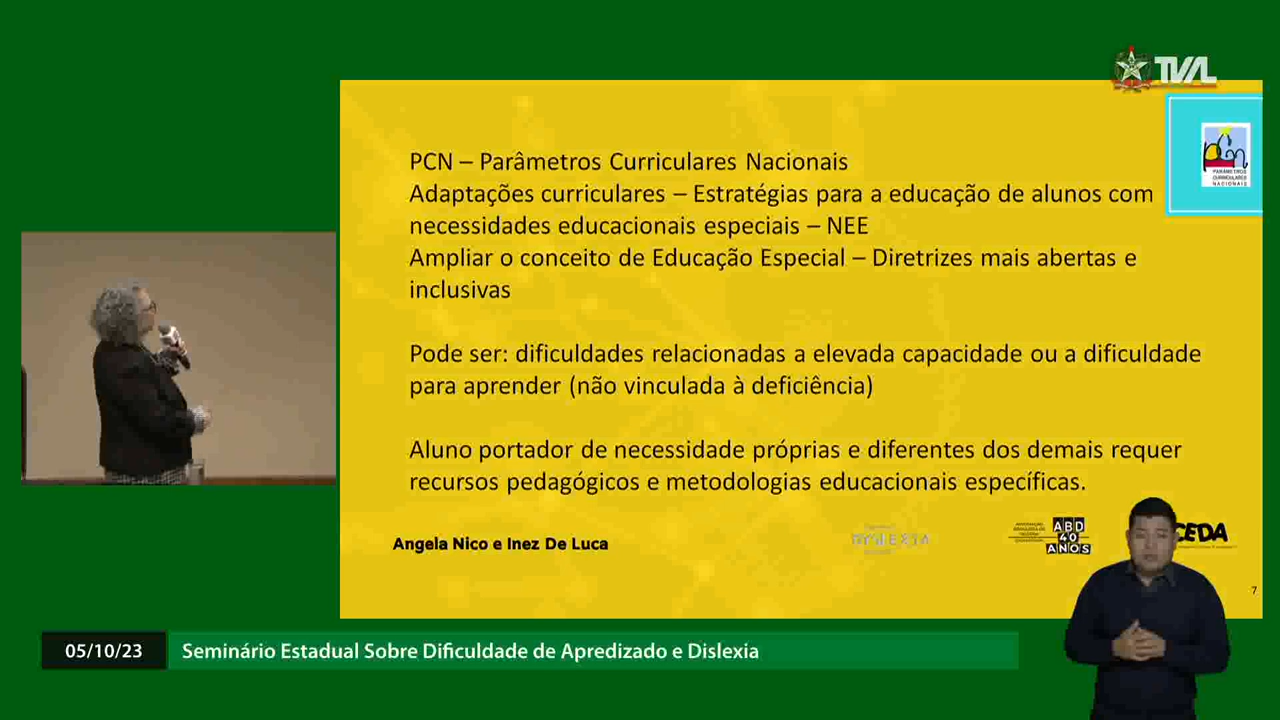 TVAL
PCN – Parâmetros Curriculares Nacionais
Adaptações curriculares – Estratégias para a educação de alunos com
necessidades educacionais especiais – NEE
Ampliar o conceito de Educação Especial – Diretrizes mais abertas e
inclusivas
pcn
PARÂMETROS
CURRICULARES
NACIONAIS
Pode ser: dificuldades relacionadas a elevada capacidade ou a dificuldade
para aprender (não vinculada à deficiência)
Aluno portador de necessidade próprias e diferentes dos demais requer
recursos pedagógicos e metodologias educacionais específicas.
Angela Nico e Inez De Luca
DYSLEXIA
ABD
40
ANOS
CEDA
7
05/10/23
Seminário Estadual Sobre Dificuldade de Apredizado e Dislexia